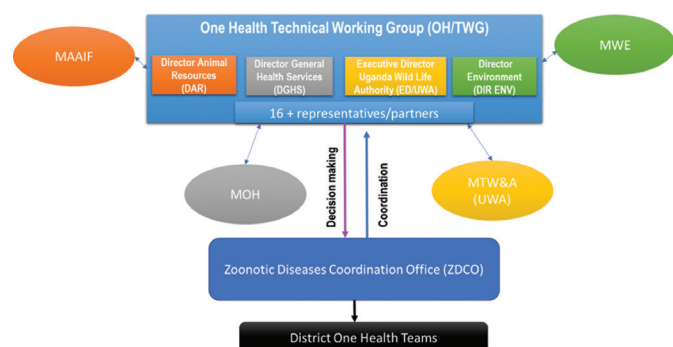 One Health Technical Working Group (OH/TWG)
MAAIF
MWE
Director Animal
Resources
(DAR)
Director General
Health Services
(DGHS)
Executive Director
Uganda Wild Life
Authority (ED/UWA)
Director
Environment
(DIR ENV)
16 + representatives/partners
MOH
Decision making
Coordination
MTW&A
(UWA)
Zoonotic Diseases Coordination Office (ZDCO)
District One Health Teams